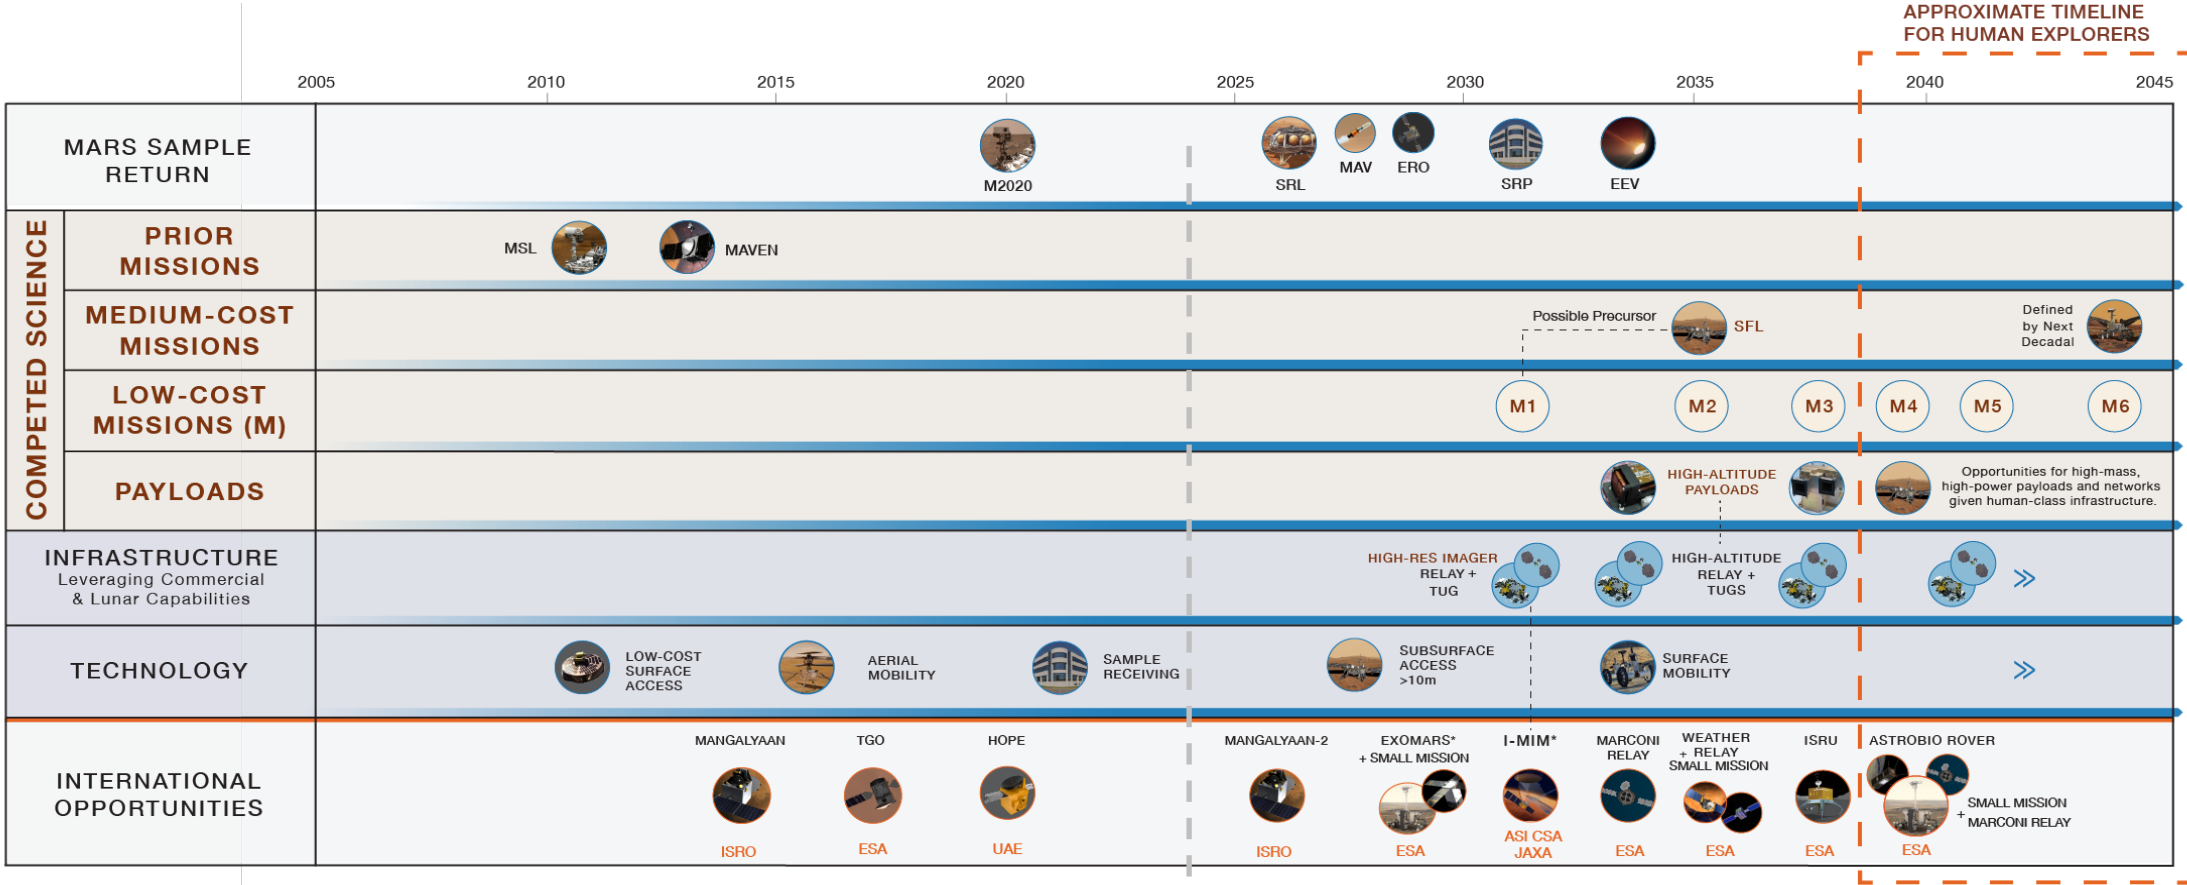 APPROXIMATE TIMELINE
FOR HUMAN EXPLORERS
2005 2010 2015 2020 2025 2030 2035 2040 2045
MARS SAMPLE
RETURN
M2020
SRL
MAV
ERO
SRP
EEV
COMPETED SCIENCE
PRIOR
MISSIONS
MSL
MAVEN
MEDIUM-COST
MISSIONS
Possible Precursor
SFL
Defined
by Next
Decadal
LOW-COST
MISSIONS (M)
M1 M2 M3 M4 M5 M6
PAYLOADS
HIGH-ALTITUDE
PAYLOADS
Opportunities for high-mass,
high-power payloads and networks
given human-class infrastructure.
INFRASTRUCTURE
Leveraging Commercial
& Lunar Capabilities
HIGH-RES IMAGER
RELAY +
TUG
HIGH-ALTITUDE
RELAY +
TUGS
TECHNOLOGY
LOW-COST
SURFACE
ACCESS
AERIAL
MOBILITY
SAMPLE
RECEIVING
SUBSURFACE
ACCESS
>10m
SURFACE
MOBILITY
INTERNATIONAL
OPPORTUNITIES
MANGALYAAN
ISRO
TGO
ESA
HOPE
UAE
MANGALYAAN-2
ISRO
EXOMARS*
+ SMALL MISSION
ESA
I-MIM*
ASI CSA
JAXA
MARCONI
RELAY
ESA
WEATHER
+ RELAY
SMALL MISSION
ESA
ISRU
ESA
ASTROBIO ROVER
SMALL MISSION
+
MARCONI RELAY
ESA